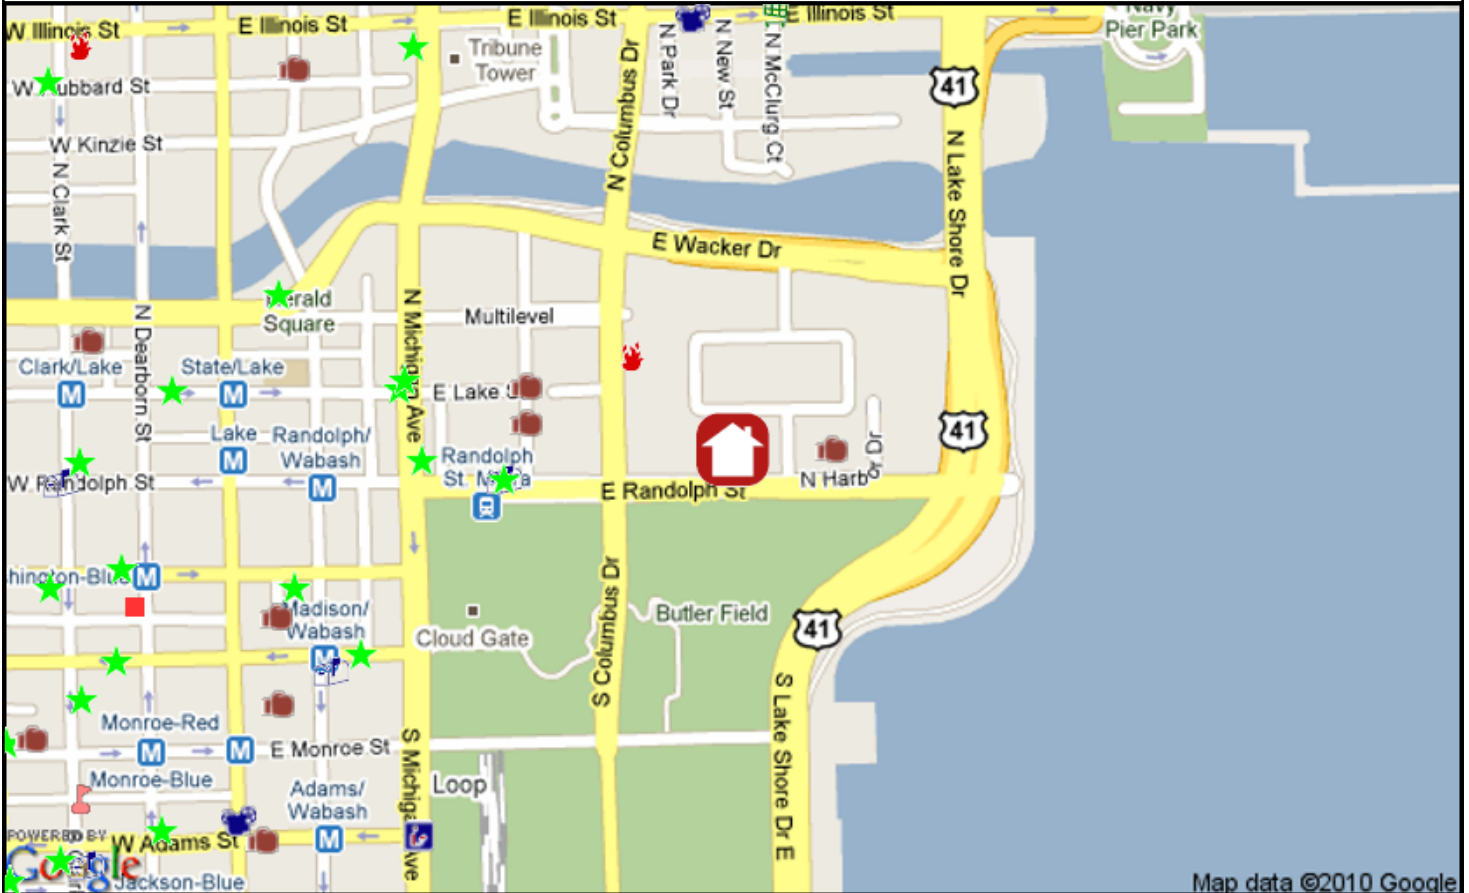 W Illinois St
E Illinois St
E Illinois St
E Illinois St
Navy
Pier Park
Tribune
Tower
N Park Dr
N New St
N McClurg Ct
N Columbus Dr
41
W Hubbard St
W Kinzie St
N Clark St
N Lake Shore Dr
E Wacker Dr
Herald
Square
N Dearborn St
N Michigan Ave
Multilevel
Clark/Lake
State/Lake
M
M
E Lake St
Lake
M
Randolph/
Wabash
M
Randolph
St. Metra
41
W Randolph St
E Randolph St
N Harbor Dr
hington-Blue
M
Madison/
Wabash
M
Cloud Gate
S Columbus Dr
Butler Field
41
S Lake Shore Dr E
Monroe-Red
M
M
E Monroe St
Monroe-Blue
S Michigan Ave
Loop
Adams/
Wabash
M
POWERED BY
Google
W Adams St
Jackson-Blue
Map data ©2010 Google